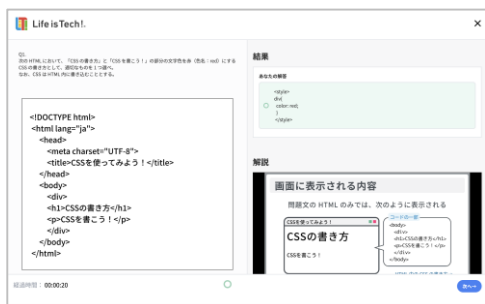 Life is Tech!.
×
Q1.
次の HTML において、「CSSの書き方」と「CSSを書こう！」の部分の文字色を赤（色名：red）にする
CSS の書き方として、適切なものを 1 つ選べ。
なお、CSS は HTML 内に書き込むこととする。
<!DOCTYPE html>
<html lang="ja">
<head>
<meta charset="UTF-8">
<title>CSSを使ってみよう！</title>
</head>
<body>
<div>
<h1>CSSの書き方</h1>
<p>CSSを書こう！</p>
</div>
</body>
</html>
結果
あなたの解答
<style>
div{
color: red;
}
</style>
解説
画面に表示される内容
問題文の HTML のみでは、次のように表示される
CSSを使ってみよう！
CSSの書き方
CSSを書こう！
コードの一部
<body>
<div>
<h1>CSSの書き方</h1>
<p>CSSを書こう！</p>
</div>
</body>
経過時間：00:00:20
次へ→